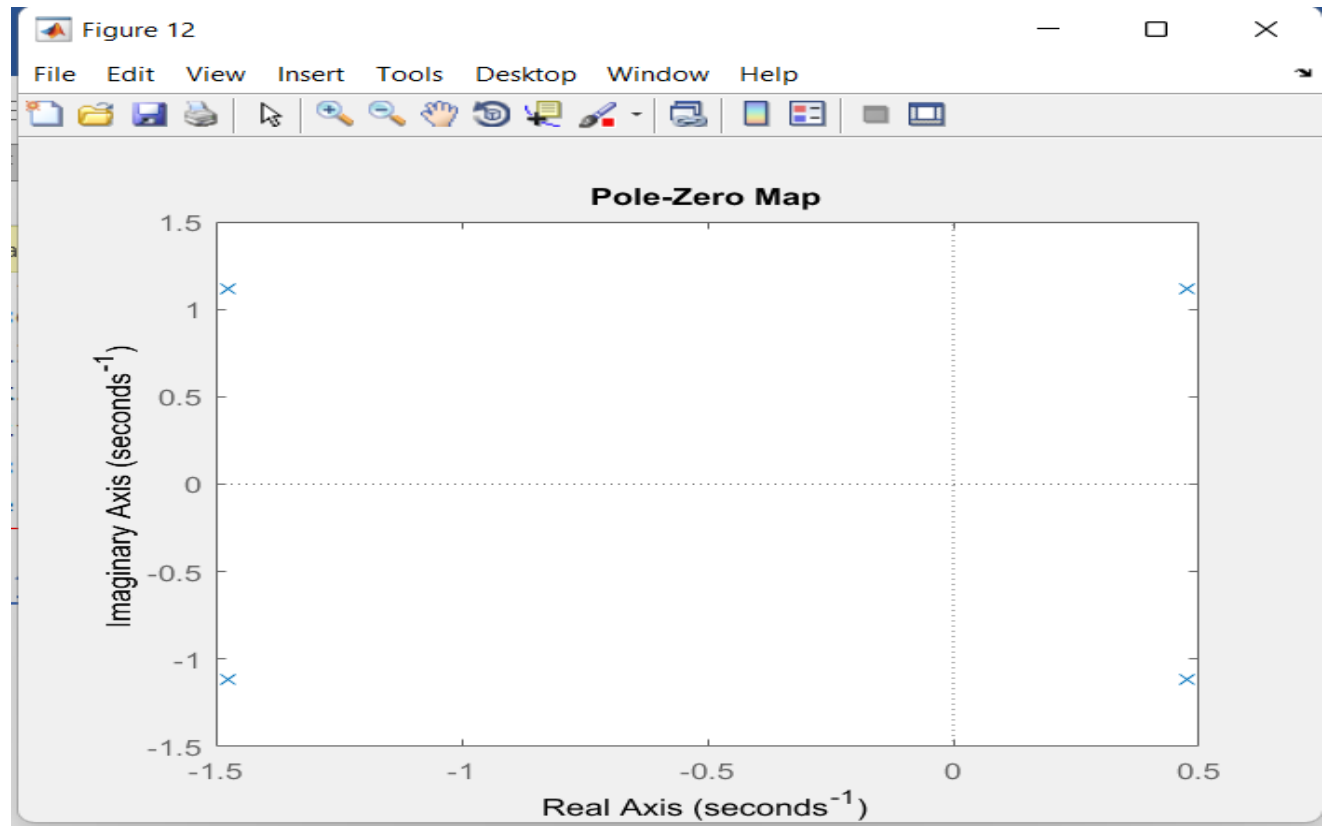 Figure 12
File Edit View Insert Tools Desktop Window Help
Pole-Zero Map
1.5
1
0.5
0
-0.5
-1
-1.5
Imaginary Axis (seconds⁻¹)
-1.5 -1 -0.5 0 0.5
Real Axis (seconds⁻¹)